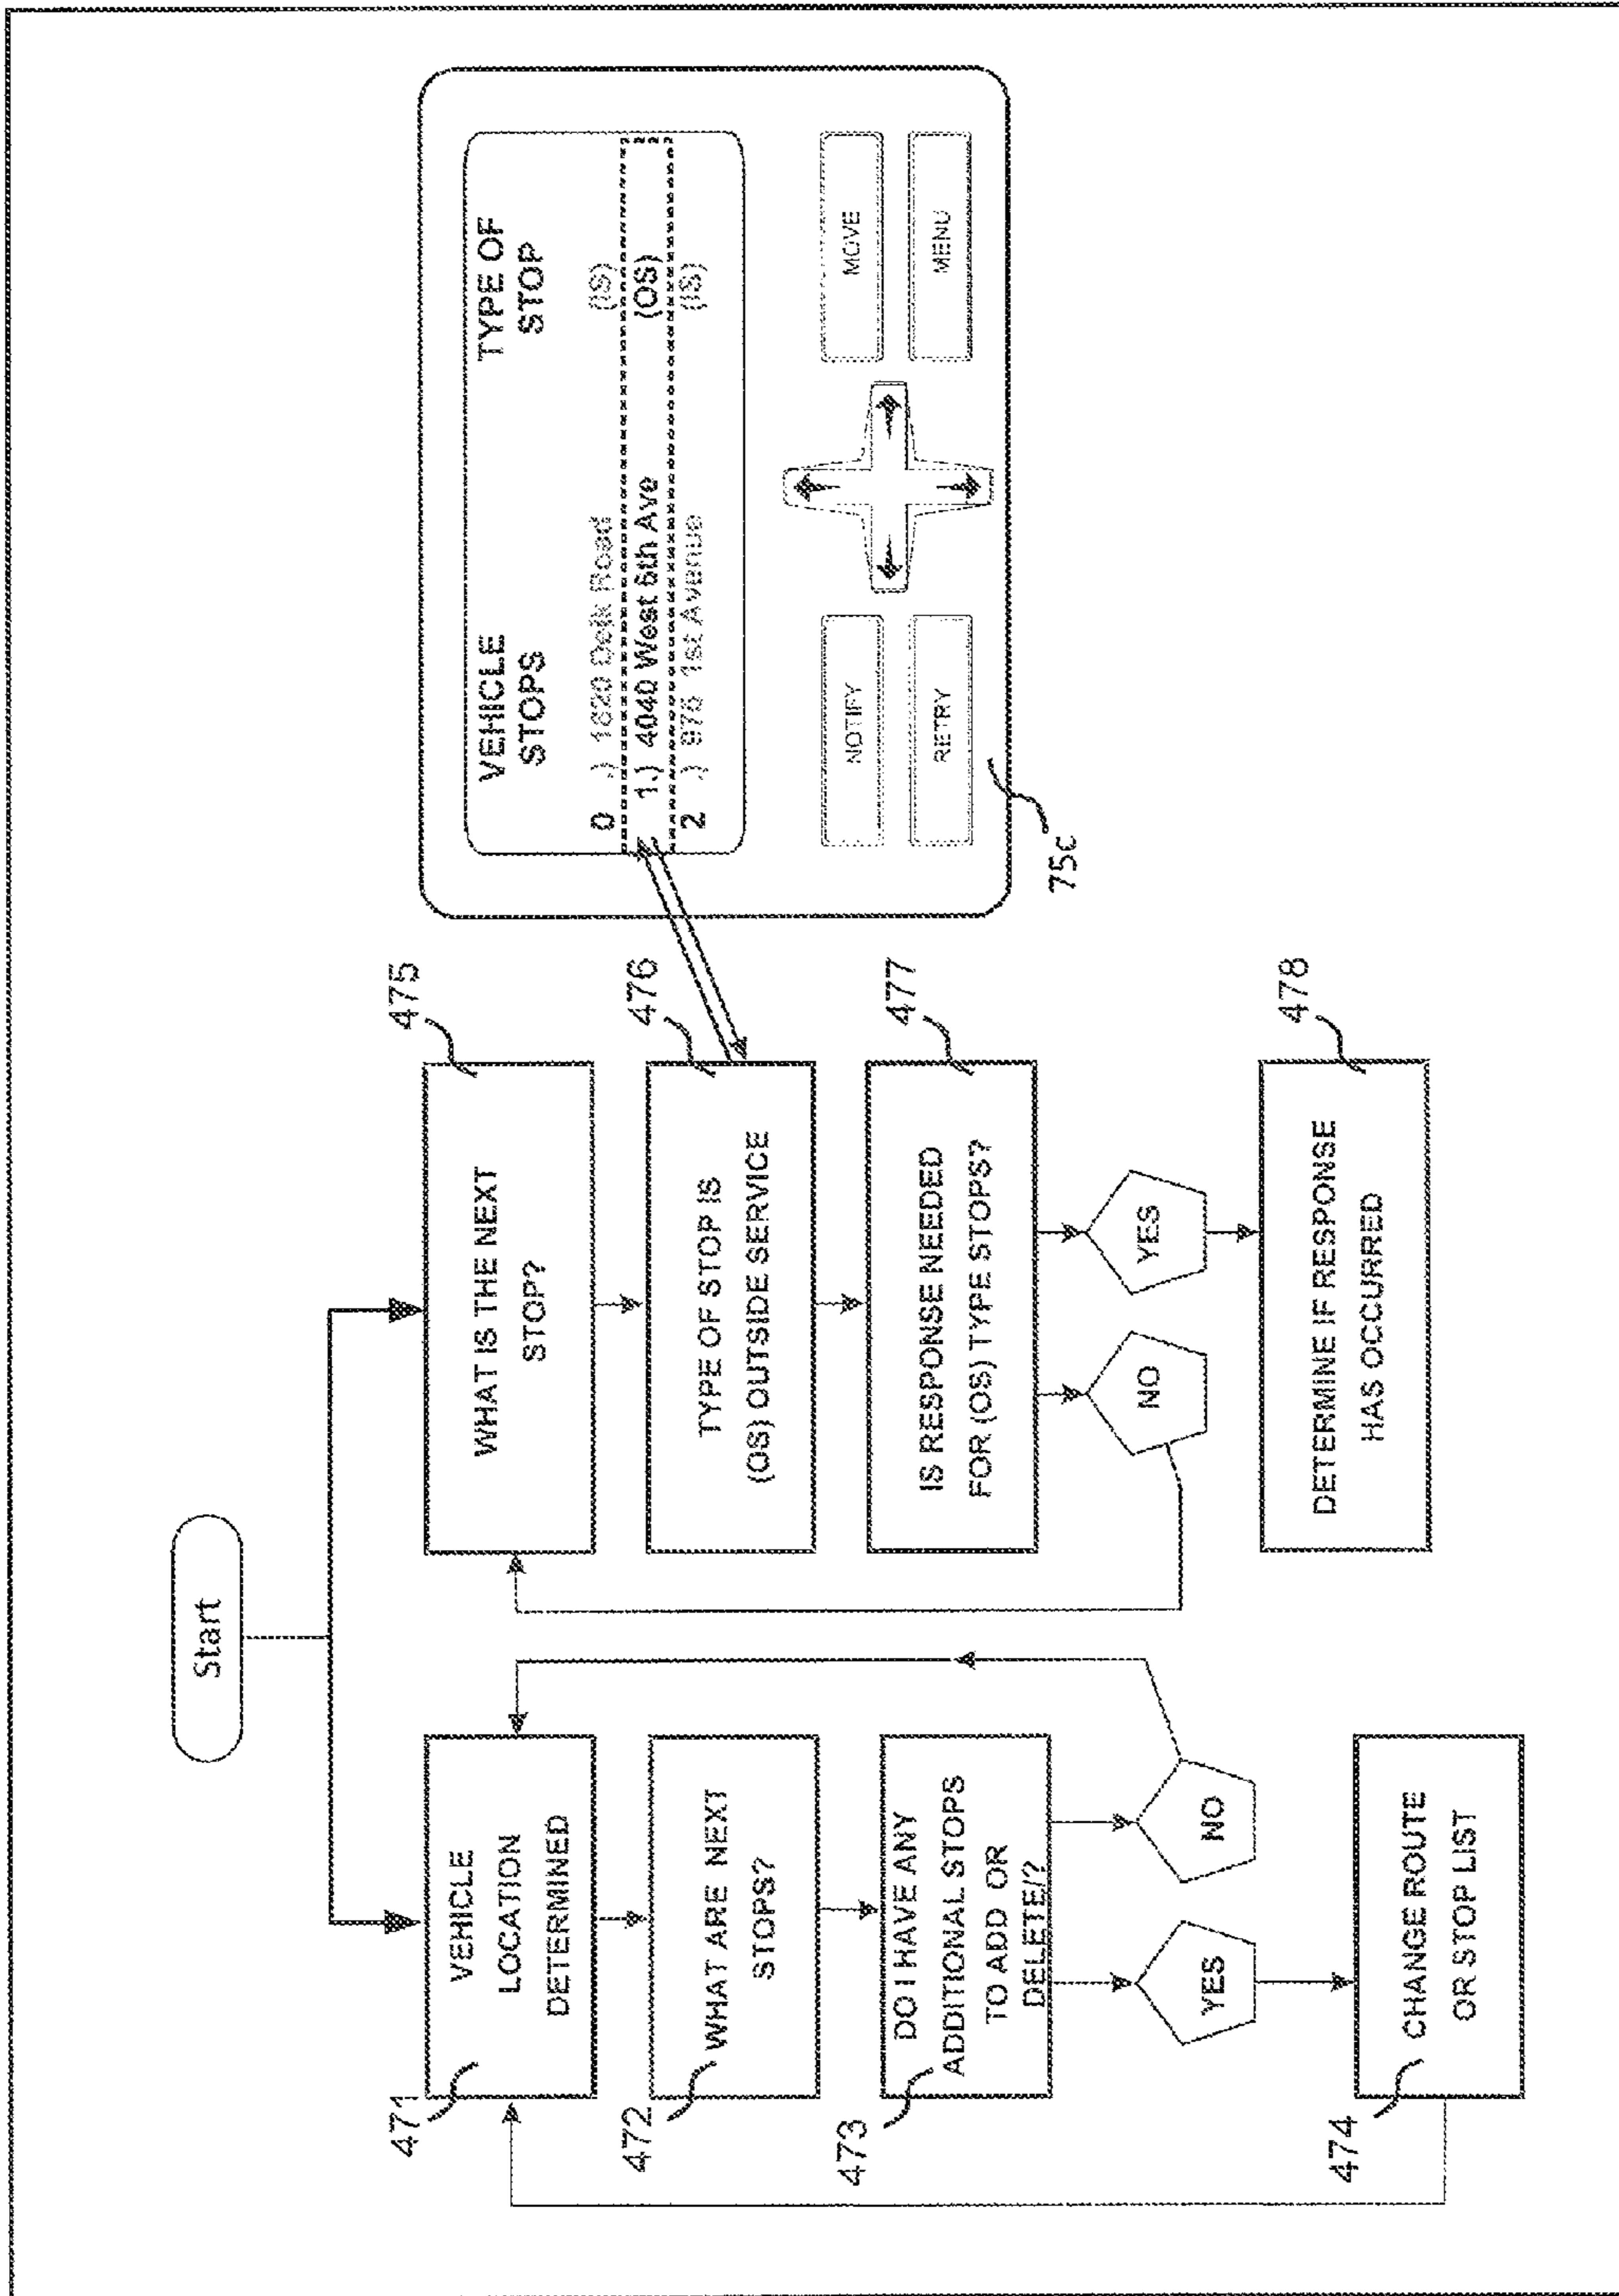 Start
471
VEHICLE
LOCATION
DETERMINED
472
WHAT ARE NEXT
STOPS?
473
DO I HAVE ANY
ADDITIONAL STOPS
TO ADD OR
DELETE/?
YES
NO
474
CHANGE ROUTE
OR STOP LIST
475
WHAT IS THE NEXT
STOP?
476
TYPE OF STOP IS
(OS) OUTSIDE SERVICE
477
IS RESPONSE NEEDED
FOR (OS) TYPE STOPS?
NO
YES
478
DETERMINE IF RESPONSE
HAS OCCURRED
VEHICLE
STOPS
TYPE OF
STOP
0 .) 1620 Delk Road (IS)
1.) 4040 West 5th Ave (OS)
2 .) 976 1st Avenue (IS)
NOTIFY
MOVE
RETRY
MENU
75c